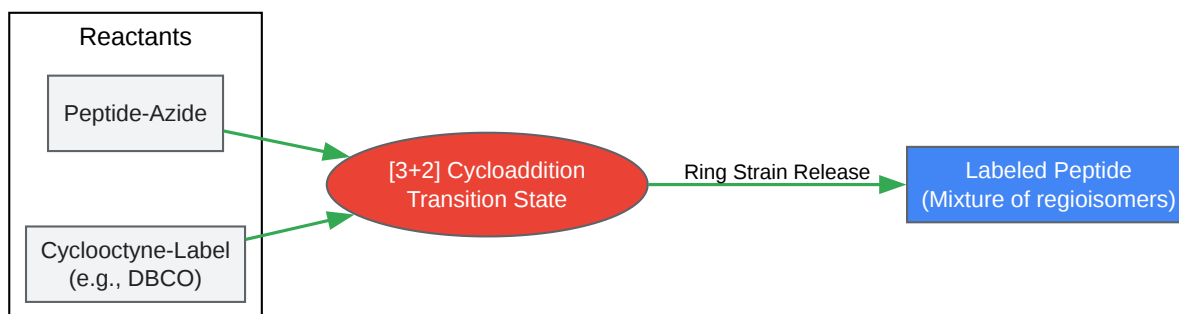 Reactants
Peptide-Azide
Cyclooctyne-Label
(e.g., DBCO)
[3+2] Cycloaddition
Transition State
Ring Strain Release
Labeled Peptide
(Mixture of regioisomers)